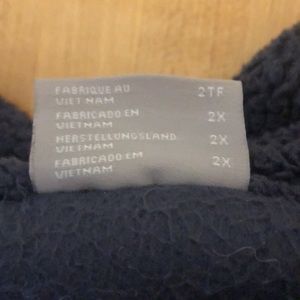 FABRIQUE AU
VIET NAM 2TF
FABRICADO EN
VIETNAM 2X
HERSTELLUNGSLAND
VIETNAM 2X
FABRICADO EM
VIETNAM 2X